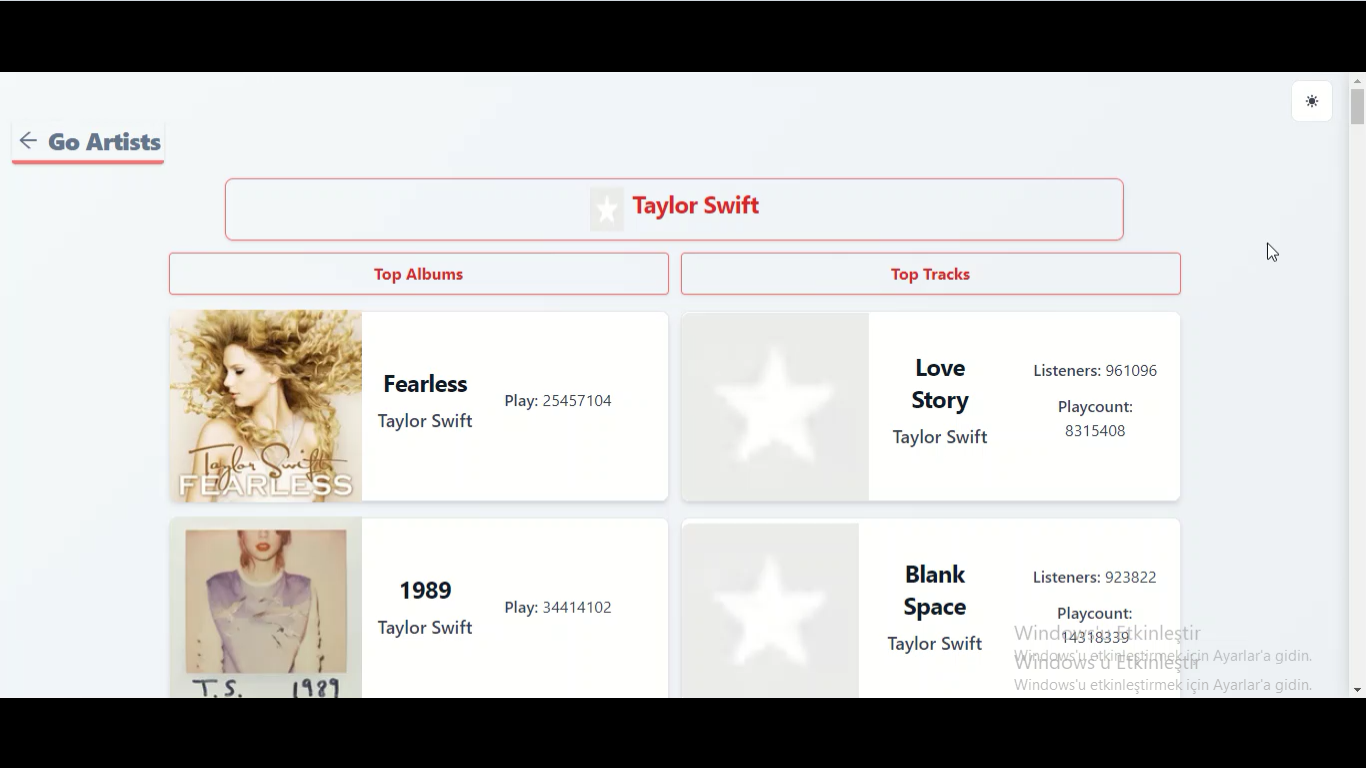 Go Artists
Taylor Swift
Top Albums
Top Tracks
Taylor Swift
FEARLESS
Fearless
Taylor Swift
Play: 25457104
Love
Story
Taylor Swift
Listeners: 961096
Playcount:
8315408
T.S. 1989
1989
Taylor Swift
Play: 34414102
Blank
Space
Taylor Swift
Listeners: 923822
Playcount:
14318339
Windows'u Etkinleştir
Windows'u etkinleştirmek için Ayarlar'a gidin.
Windows'u Etkinleştir
Windows'u etkinleştirmek için Ayarlar'a gidin.